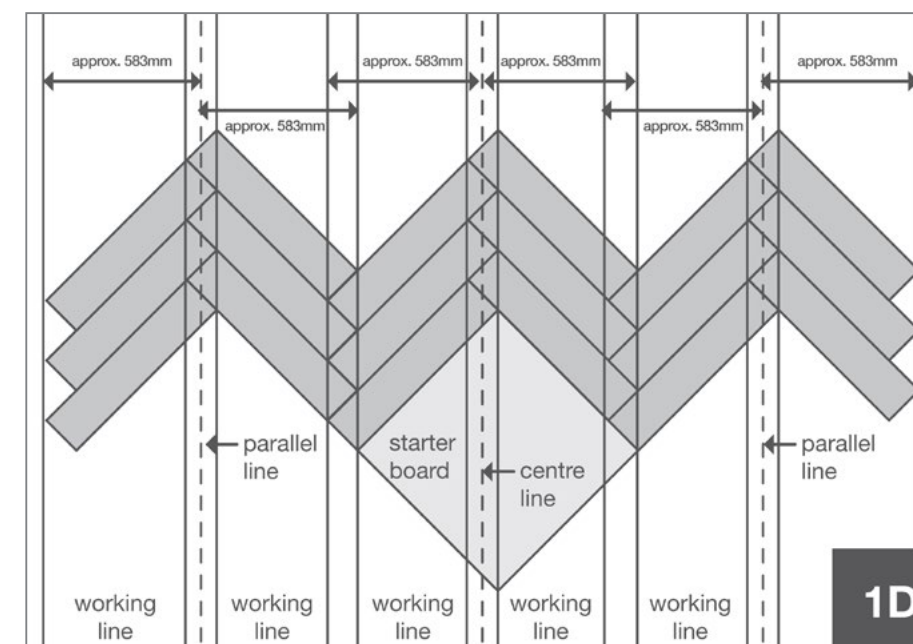 approx. 583mm
approx. 583mm
approx. 583mm
approx. 583mm
approx. 583mm
approx. 583mm
parallel
line
starter
board
centre
line
parallel
line
working
line
working
line
working
line
working
line
working
line
1D